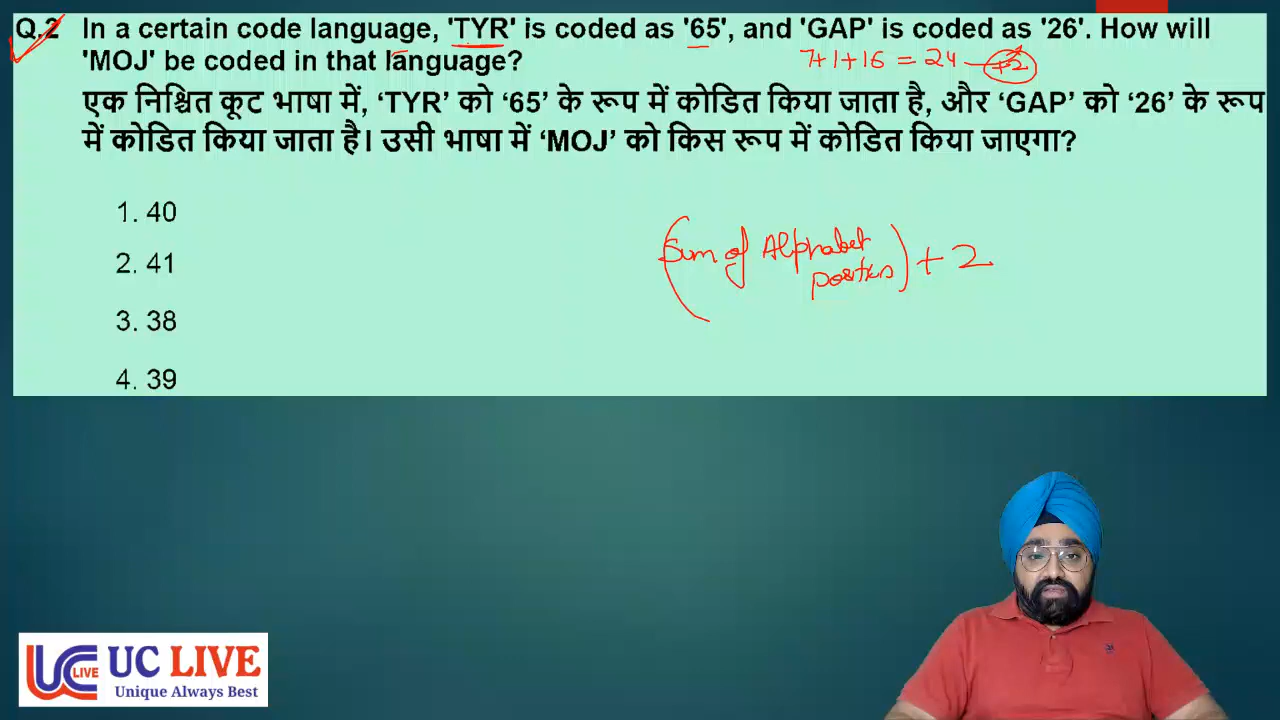 Q.2 In a certain code language, 'TYR' is coded as '65', and 'GAP' is coded as '26'. How will
'MOJ' be coded in that language?
7+1+16 = 24 +2
एक निश्चित कूट भाषा में, ‘TYR’ को ‘65’ के रूप में कोडित किया जाता है, और ‘GAP’ को ‘26’ के रूप
में कोडित किया जाता है। उसी भाषा में ‘MOJ’ को किस रूप में कोडित किया जाएगा?
1. 40
2. 41
3. 38
4. 39
(Sum of Alphabet
) + 2
UC LIVE
LIVE
Unique Always Best